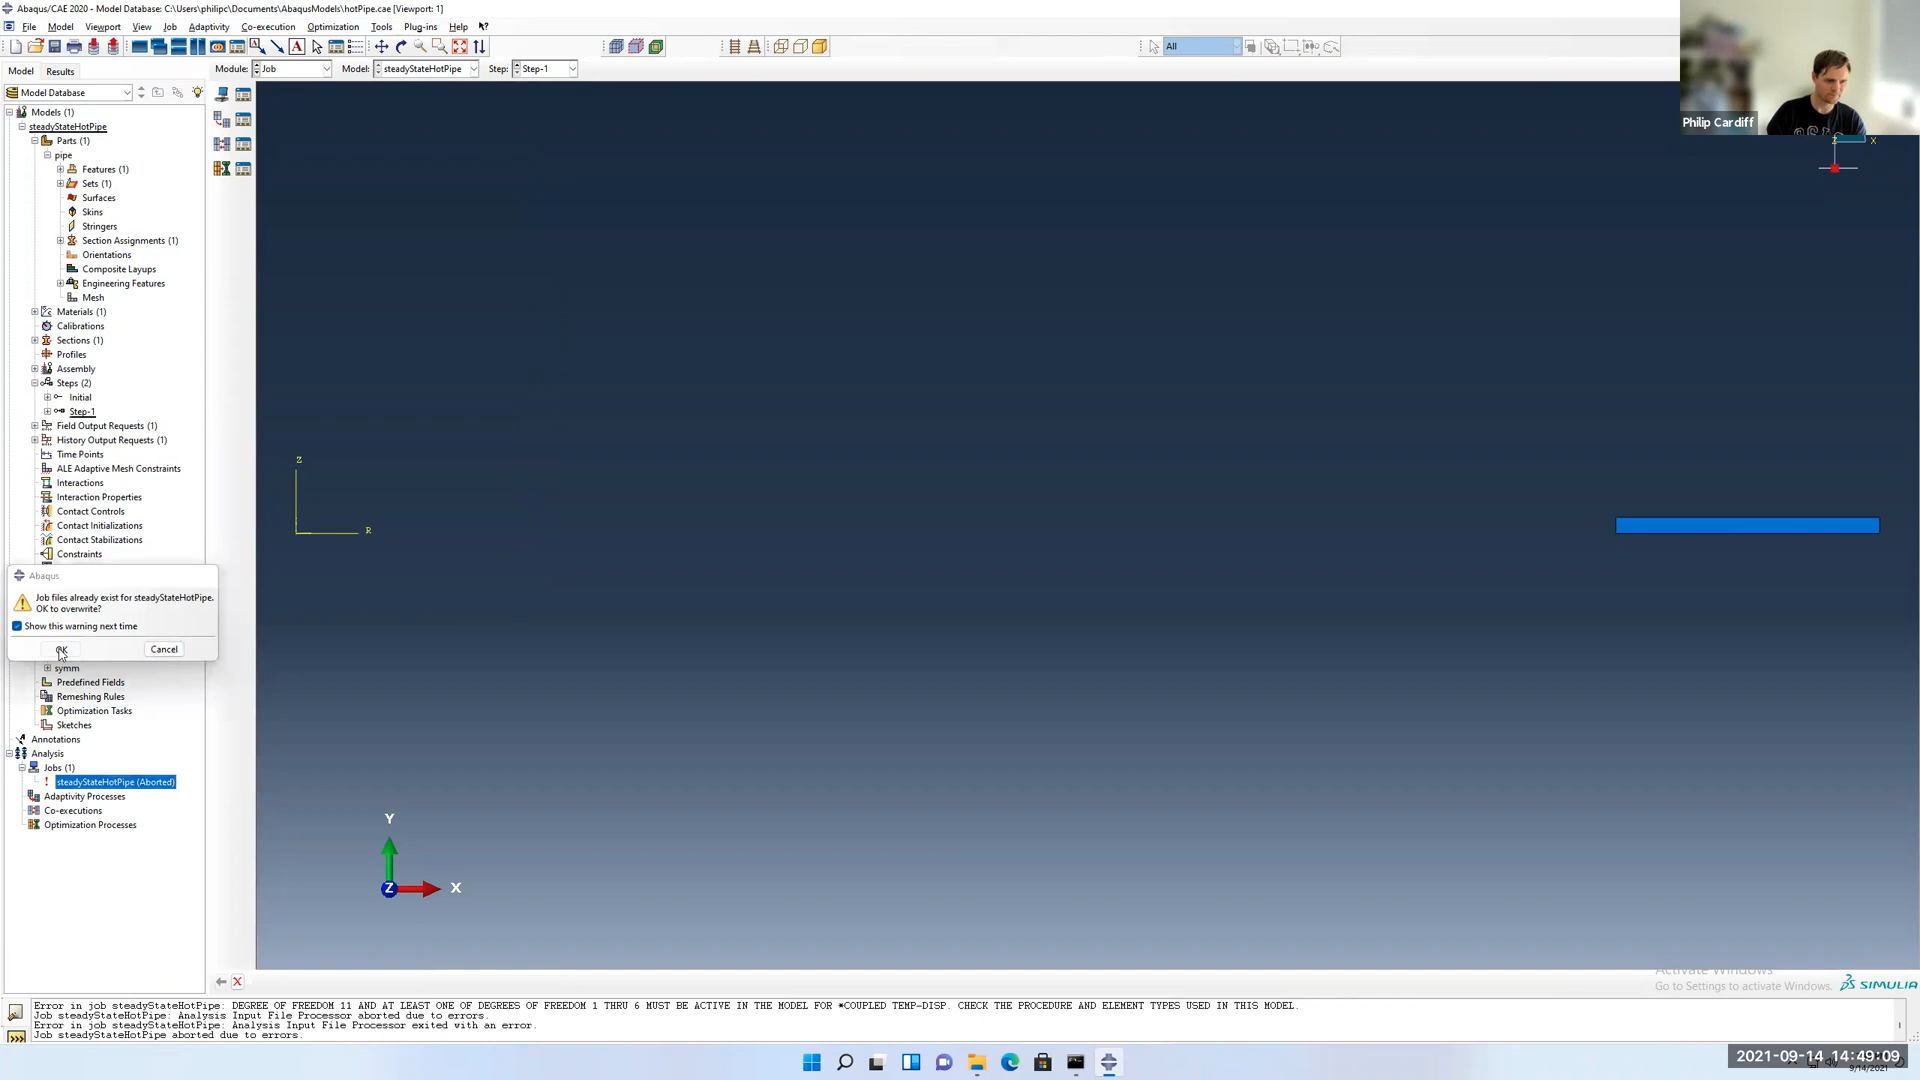 Abaqus/CAE 2020 - Model Database: C:\Users\philipc\Documents\AbaqusModels\hotPipe.cae [Viewport: 1]
File Model Viewport View Job Adaptivity Co-execution Optimization Tools Plug-ins Help
All
Model Results
Module: Job Model: steadyStateHotPipe Step: Step-1
Model Database
Models (1)
steadyStateHotPipe
Parts (1)
pipe
Features (1)
Sets (1)
Surfaces
Skins
Stringers
Section Assignments (1)
Orientations
Composite Layups
Engineering Features
Mesh
Materials (1)
Calibrations
Sections (1)
Profiles
Assembly
Steps (2)
Initial
Step-1
Field Output Requests (1)
History Output Requests (1)
Time Points
ALE Adaptive Mesh Constraints
Interactions
Interaction Properties
Contact Controls
Contact Initializations
Contact Stabilizations
Constraints
Abaqus
Job files already exist for steadyStateHotPipe.
OK to overwrite?
Show this warning next time
OK Cancel
symm
Predefined Fields
Remeshing Rules
Optimization Tasks
Sketches
Annotations
Analysis
Jobs (1)
steadyStateHotPipe (Aborted)
Adaptivity Processes
Co-executions
Optimization Processes
Philip Cardiff
X
Z
R
Y
Z
X
Activate Windows
Go to Settings to activate Windows.
SIMULIA
Error in job steadyStateHotPipe: DEGREE OF FREEDOM 11 AND AT LEAST ONE OF DEGREES OF FREEDOM 1 THRU 6 MUST BE ACTIVE IN THE MODEL FOR *COUPLED TEMP-DISP. CHECK THE PROCEDURE AND ELEMENT TYPES USED IN THIS MODEL.
Job steadyStateHotPipe: Analysis Input File Processor aborted due to errors.
Error in job steadyStateHotPipe: Analysis Input File Processor exited with an error.
Job steadyStateHotPipe aborted due to errors.
2021-09-14 14:49:09
9/14/2021